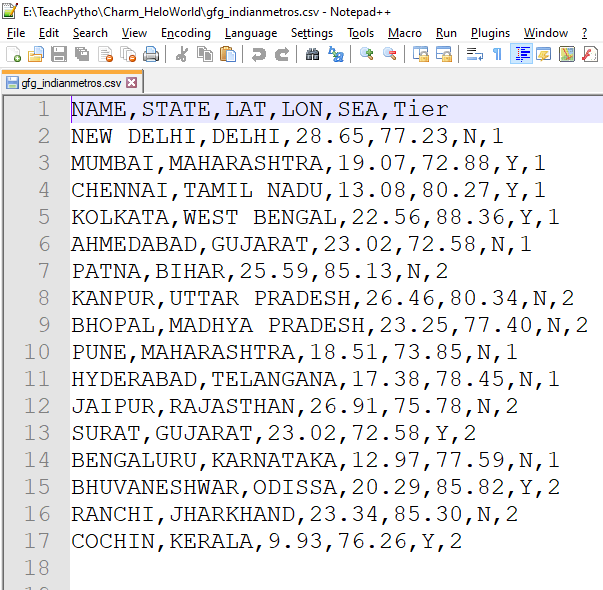 E:\TeachPytho\Charm_HeloWorld\gfg_indianmetros.csv - Notepad++
File Edit Search View Encoding Language Settings Tools Macro Run Plugins Window ?
gfg_indianmetros.csv
1 NAME,STATE,LAT,LON,SEA,Tier
2 NEW DELHI,DELHI,28.65,77.23,N,1
3 MUMBAI,MAHARASHTRA,19.07,72.88,Y,1
4 CHENNAI,TAMIL NADU,13.08,80.27,Y,1
5 KOLKATA,WEST BENGAL,22.56,88.36,Y,1
6 AHMEDABAD,GUJARAT,23.02,72.58,N,1
7 PATNA,BIHAR,25.59,85.13,N,2
8 KANPUR,UTTAR PRADESH,26.46,80.34,N,2
9 BHOPAL,MADHYA PRADESH,23.25,77.40,N,2
10 PUNE,MAHARASHTRA,18.51,73.85,N,1
11 HYDERABAD,TELANGANA,17.38,78.45,N,1
12 JAIPUR,RAJASTHAN,26.91,75.78,N,2
13 SURAT,GUJARAT,23.02,72.58,Y,2
14 BENGALURU,KARNATAKA,12.97,77.59,N,1
15 BHUVANESHWAR,ODISSA,20.29,85.82,Y,2
16 RANCHI,JHARKHAND,23.34,85.30,N,2
17 COCHIN,KERALA,9.93,76.26,Y,2
18